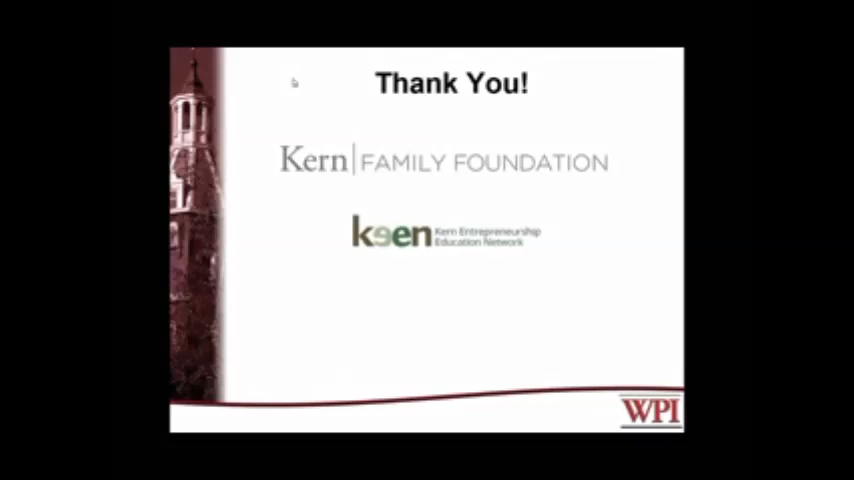 Thank You!
Kern FAMILY FOUNDATION
keen Kern Entrepreneurship
Education Network
WPI